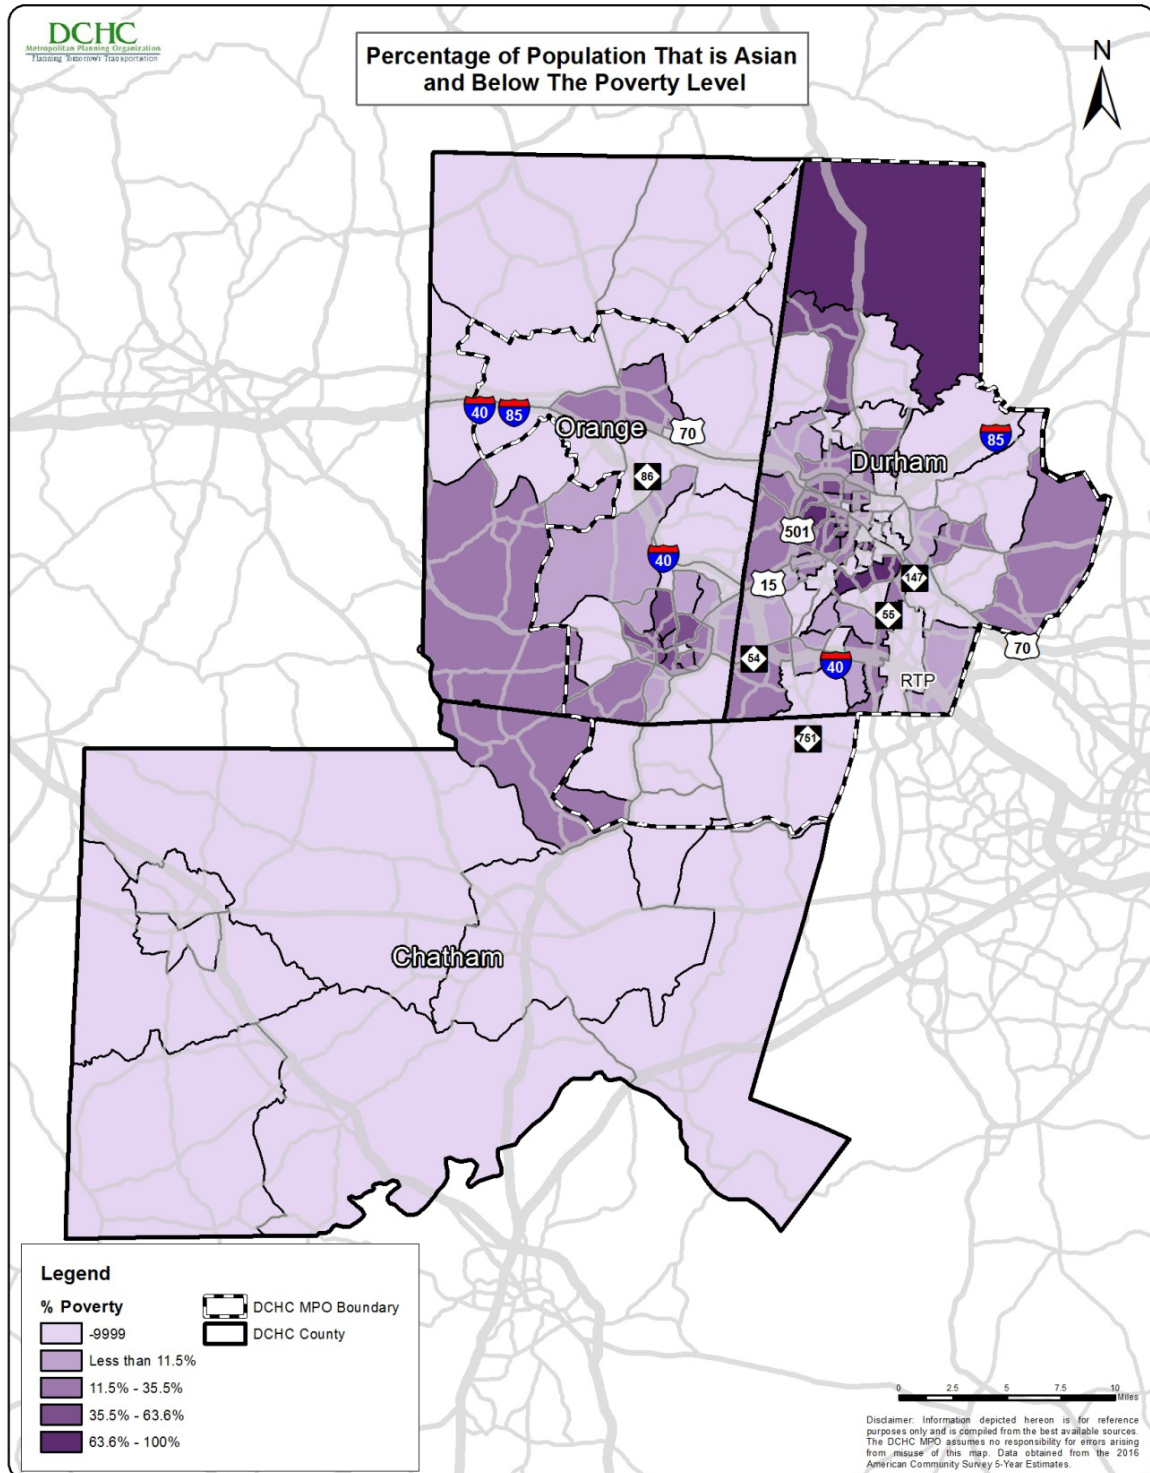 DCHC
Metropolitan Planning Organization
Planning Tomorrow's Transportation
Percentage of Population That is Asian
and Below The Poverty Level
N
40
85
Orange
70
86
85
Durham
501
40
15
147
55
54
40
70
RTP
751
Chatham
Legend
% Poverty
-9999
Less than 11.5%
11.5% - 35.5%
35.5% - 63.6%
63.6% - 100%
DCHC MPO Boundary
DCHC County
0 2.5 5 7.5 10
Miles
Disclaimer: Information depicted hereon is for reference
purposes only and is compiled from the best available sources.
The DCHC MPO assumes no responsibility for errors arising
from misuse of this map. Data obtained from the 2016
American Community Survey 5-Year Estimates.